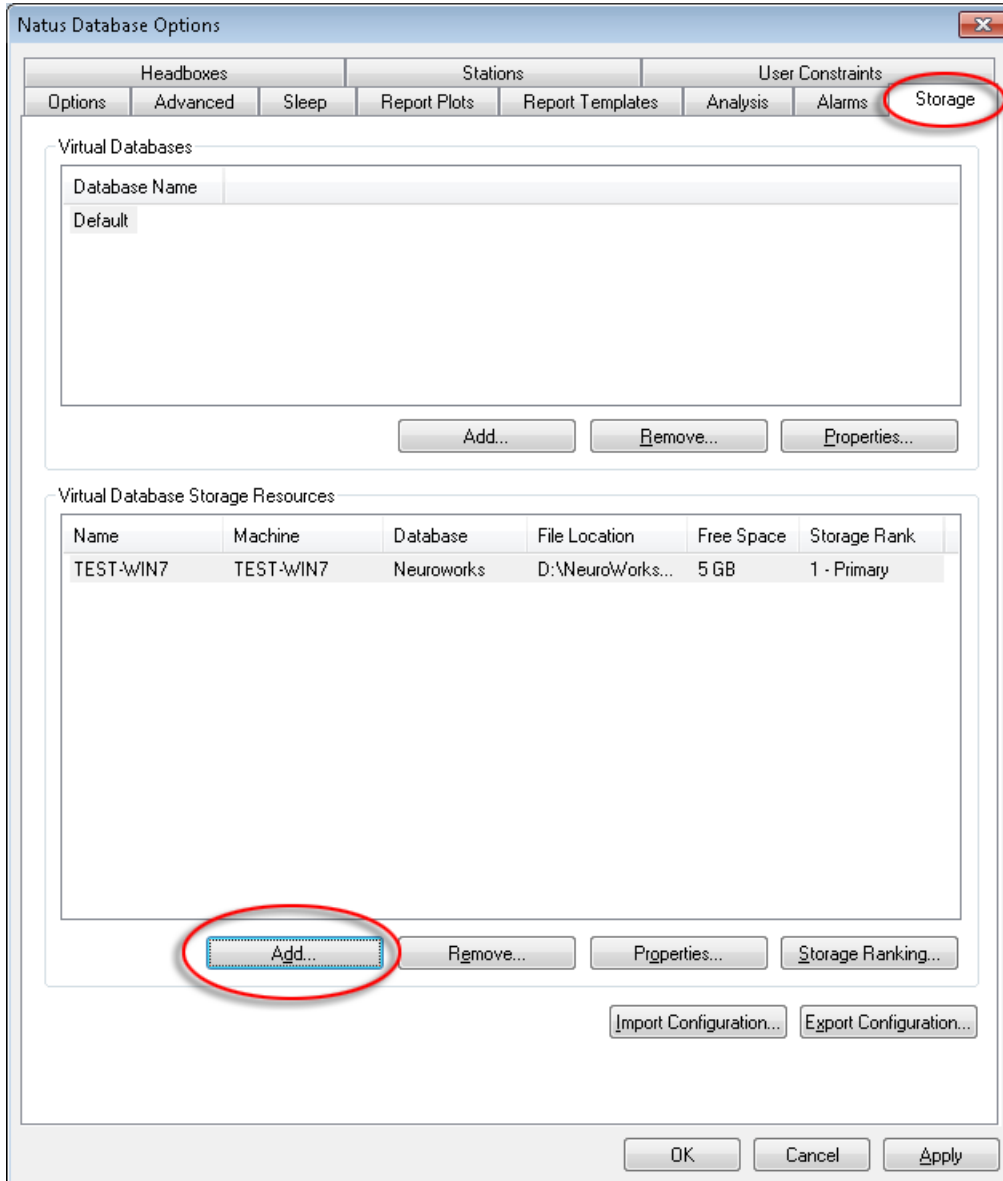 Natus Database Options
Headboxes Stations User Constraints
Options Advanced Sleep Report Plots Report Templates Analysis Alarms Storage
Virtual Databases
Database Name
Default
Add... Remove... Properties...
Virtual Database Storage Resources
Name Machine Database File Location Free Space Storage Rank
TEST-WIN7 TEST-WIN7 Neuroworks D:\NeuroWorks... 5 GB 1 - Primary
Add... Remove... Properties... Storage Ranking...
Import Configuration... Export Configuration...
OK Cancel Apply